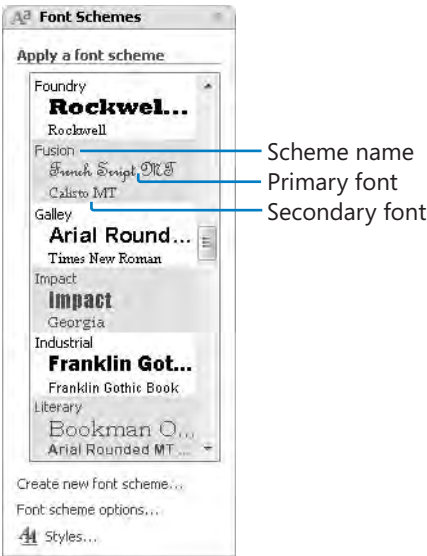 Font Schemes
Apply a font scheme
Foundry
Rockwel...
Rockwell
Fusion
French Script MT
Calisto MT
Galley
Arial Round...
Times New Roman
Impact
Impact
Georgia
Industrial
Franklin Got...
Franklin Gothic Book
Literary
Bookman O...
Arial Rounded MT ...
Create new font scheme...
Font scheme options...
Styles...
Scheme name
Primary font
Secondary font